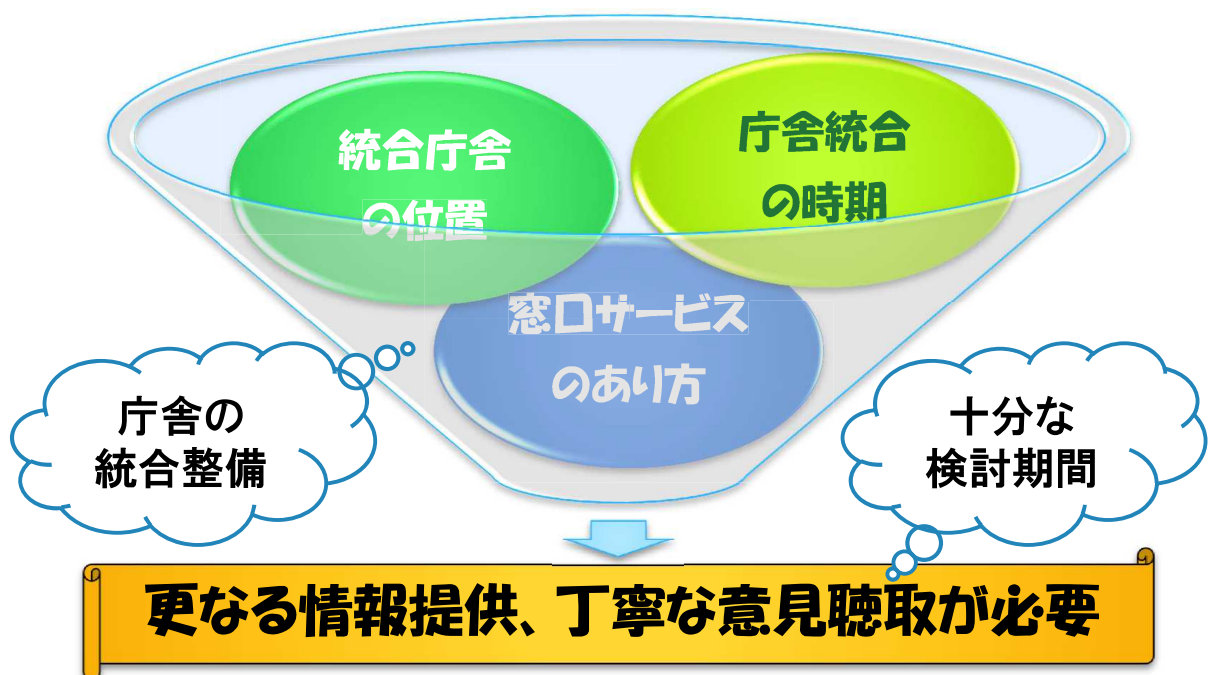 統合庁舎
の位置
庁舎統合
の時期
窓口サービス
のあり方
庁舎の
統合整備
十分な
検討期間
更なる情報提供、丁寧な意見聴取が必要